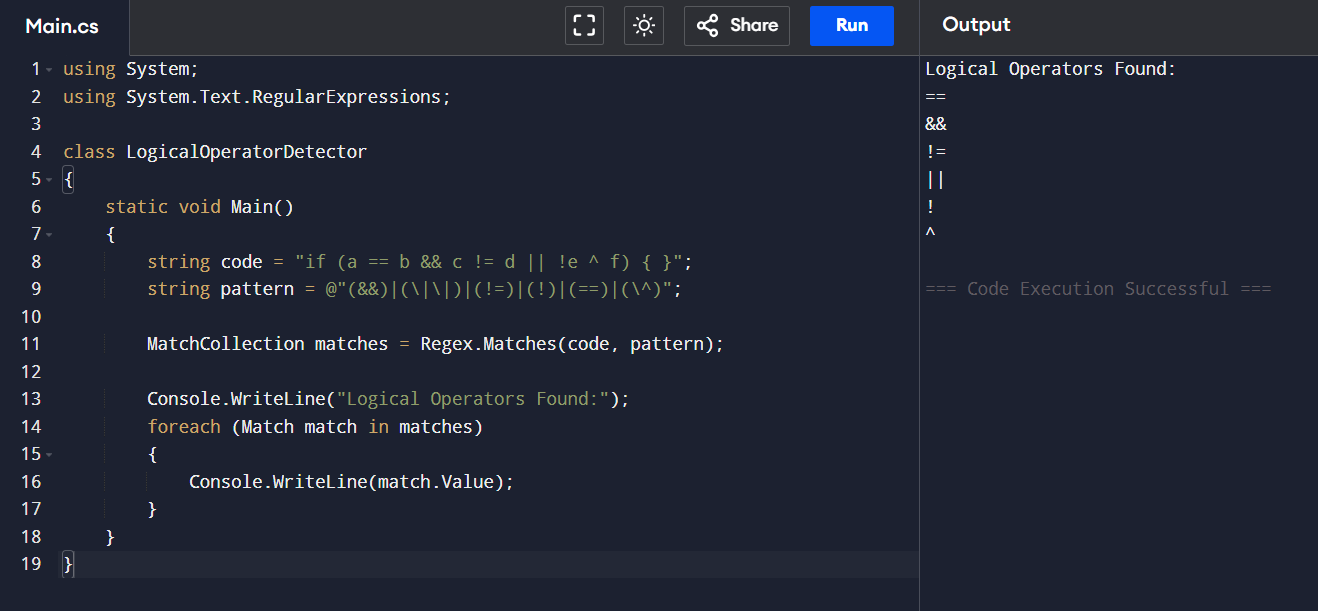 Main.cs
Share
Run
Output
1 using System;
2 using System.Text.RegularExpressions;
3
4 class LogicalOperatorDetector
5 {
6     static void Main()
7     {
8         string code = "if (a == b && c != d || !e ^ f) { }";
9         string pattern = @"(&&)|(\|\|)|(!=)|(!)|(==)|(\^)";
10
11         MatchCollection matches = Regex.Matches(code, pattern);
12
13         Console.WriteLine("Logical Operators Found:");
14         foreach (Match match in matches)
15         {
16             Console.WriteLine(match.Value);
17         }
18     }
19 }
Logical Operators Found:
==
&&
!=
||
!
^
=== Code Execution Successful ===